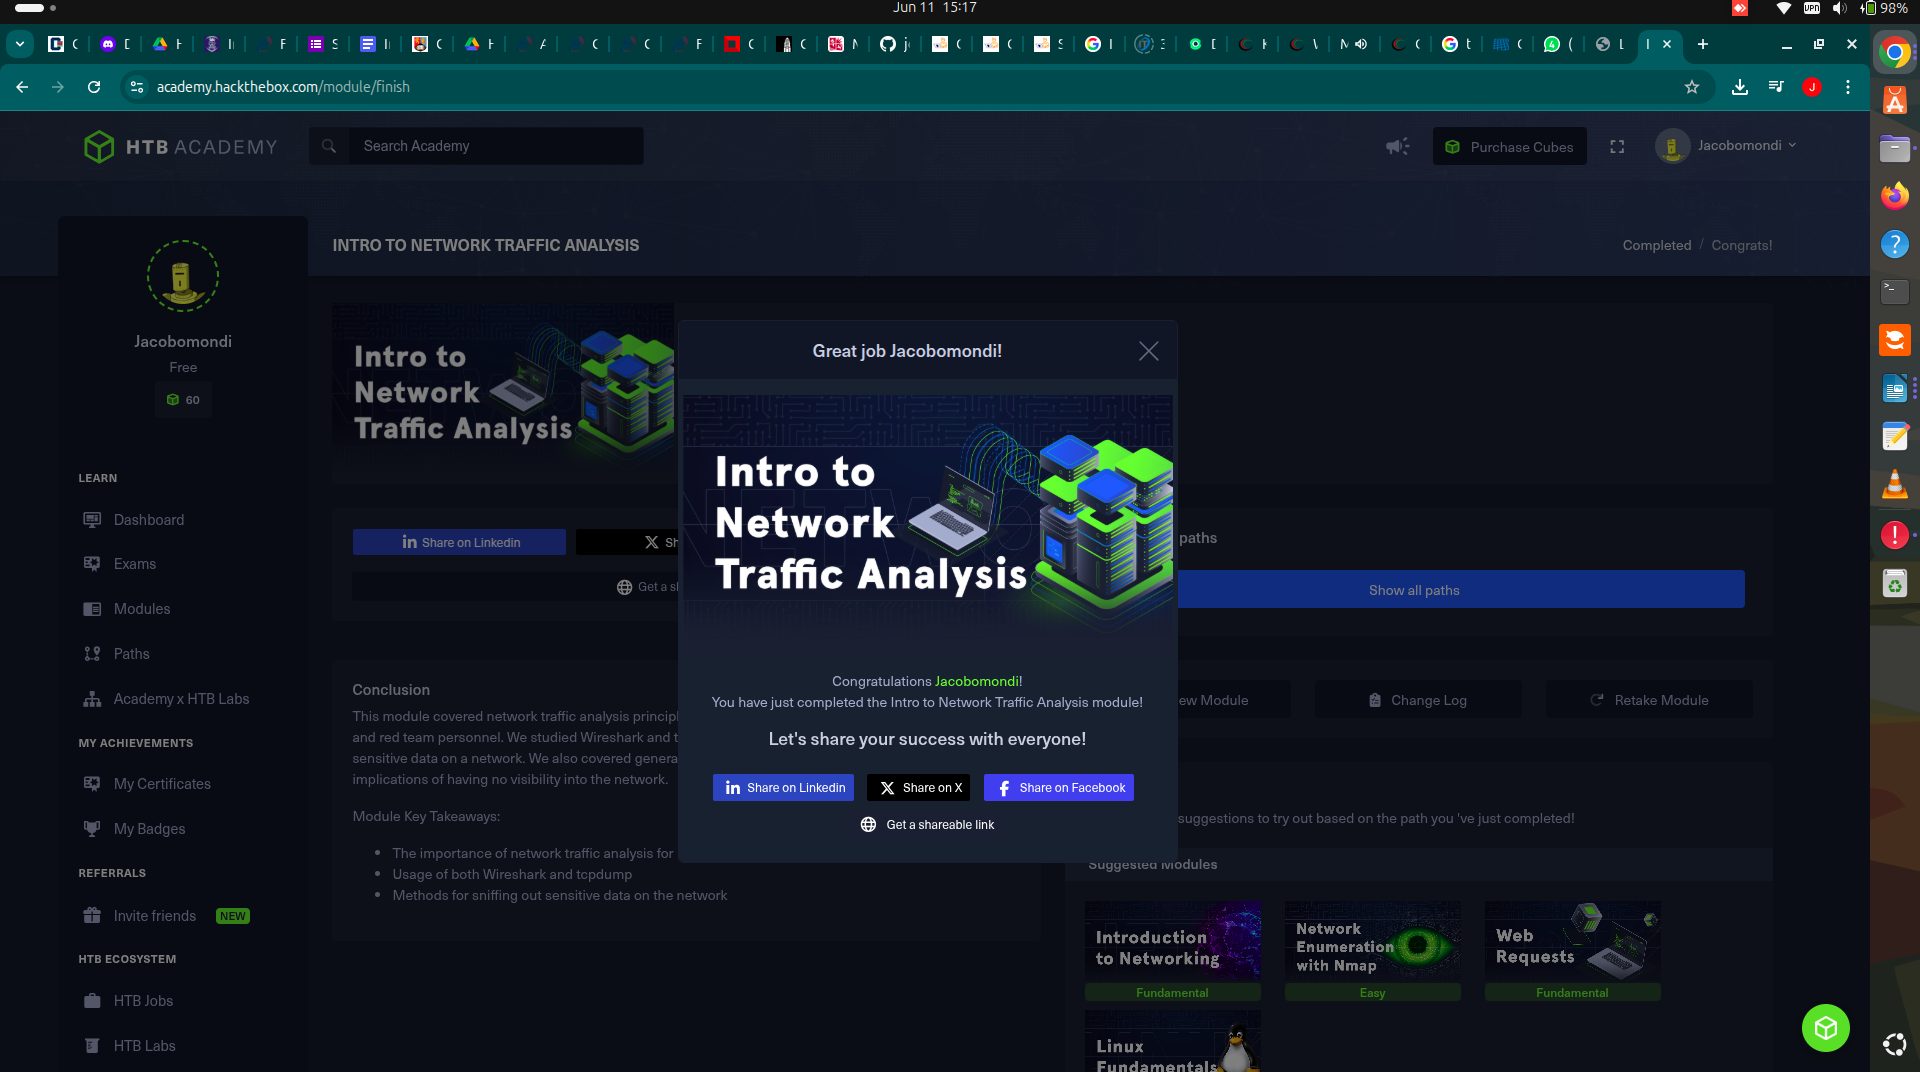 Jun 11 15:17
VPN
98%
academy.hackthebox.com/module/finish
J
HTB ACADEMY
Search Academy
Purchase Cubes
Jacobomondi
INTRO TO NETWORK TRAFFIC ANALYSIS
Completed / Congrats!
Jacobomondi
Free
60
LEARN
Dashboard
Exams
Modules
Paths
Academy x HTB Labs
MY ACHIEVEMENTS
My Certificates
My Badges
REFERRALS
Invite friends NEW
HTB ECOSYSTEM
HTB Jobs
HTB Labs
Intro to
Network
Traffic Analysis
Share on Linkedin
Get a
Conclusion
This module covered network traffic analysis
and red team personnel. We studied Wireshark and
sensitive data on a network. We also covered
implications of having no visibility into the network.
Module Key Takeaways:
The importance of network traffic analysis for
Usage of both Wireshark and tcpdump
Methods for sniffing out sensitive data on the network
Great job Jacobomondi!
Intro to
Network
Traffic Analysis
Congratulations Jacobomondi!
You have just completed the Intro to Network Traffic Analysis module!
Let's share your success with everyone!
Share on Linkedin
Share on X
Share on Facebook
Get a shareable link
paths
Show all paths
Module
Change Log
Retake Module
suggestions to try out based on the path you 've just completed!
Suggested Modules
Introduction
to Networking
Fundamental
Network
Enumeration
with Nmap
Easy
Web
Requests
Fundamental
Linux
Fundamentals